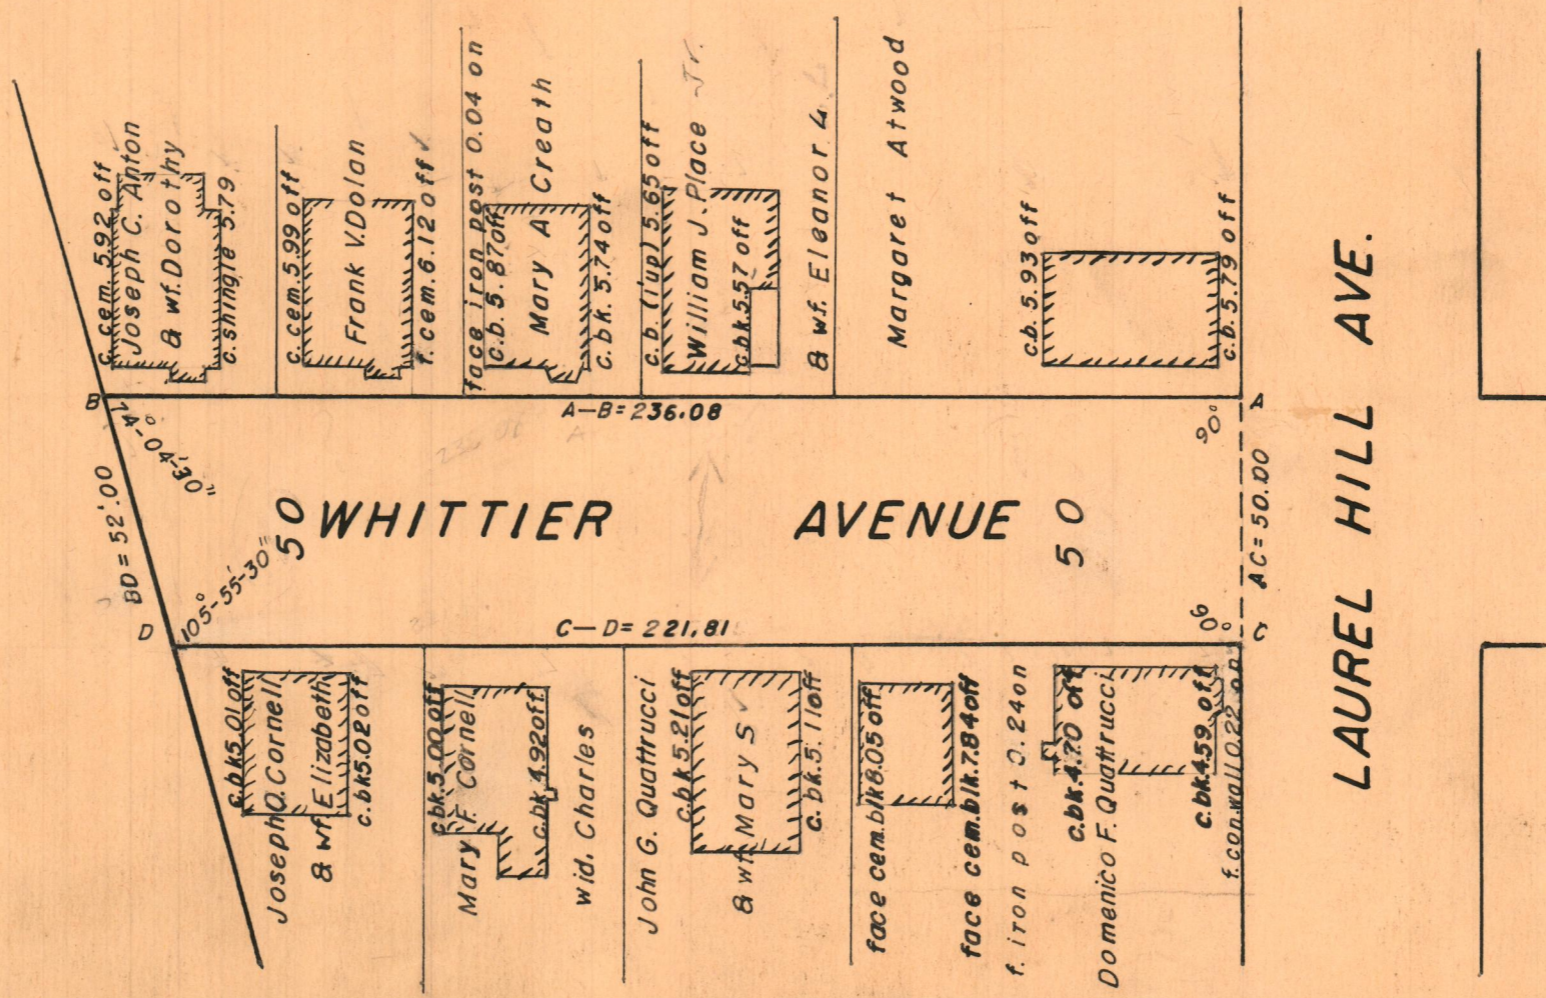 c. cem. 5.92 off
Joseph C. Anton
& wf. Dorothy
c. shingle 5.79
c. cem. 5.99 off
Frank V. Dolan
f. cem. 6.12 off
face iron post 0.04 on
c.b. 5.87 off
Mary A Creath
c.bk. 5.74 off
c.b. (1'up) 5.65 off
William J. Place Jr.
c.bk. 5.57 off
& wf. Eleanor L.
Margaret Atwood
c.b. 5.93 off
c.b. 5.79 off
B
A-B = 236.08
A
90°
BD = 52'.00
50
WHITTIER AVENUE
50
AC = 50.00
D
105°-55'-30"
C-D = 221.81
90°
C
LAUREL HILL AVE.
c.bk 5.01 off
Joseph O. Cornell
& wf Elizabeth
c.bk 5.02 off
c.bk. 5.00 off
Mary F. Cornell
c.bk. 4.92 off
wid. Charles
John G. Quattrucci
c.bk 5.21 off
& wf. Mary S
c.bk. 5.11 off
face cem. blk 8.05 off
face cem. blk. 7.84 off
f. iron post 0.24 on
c.bk. 4.70 off
Domenico F. Quattrucci
c.bk. 4.59 off
f. con. wall 0.22 on